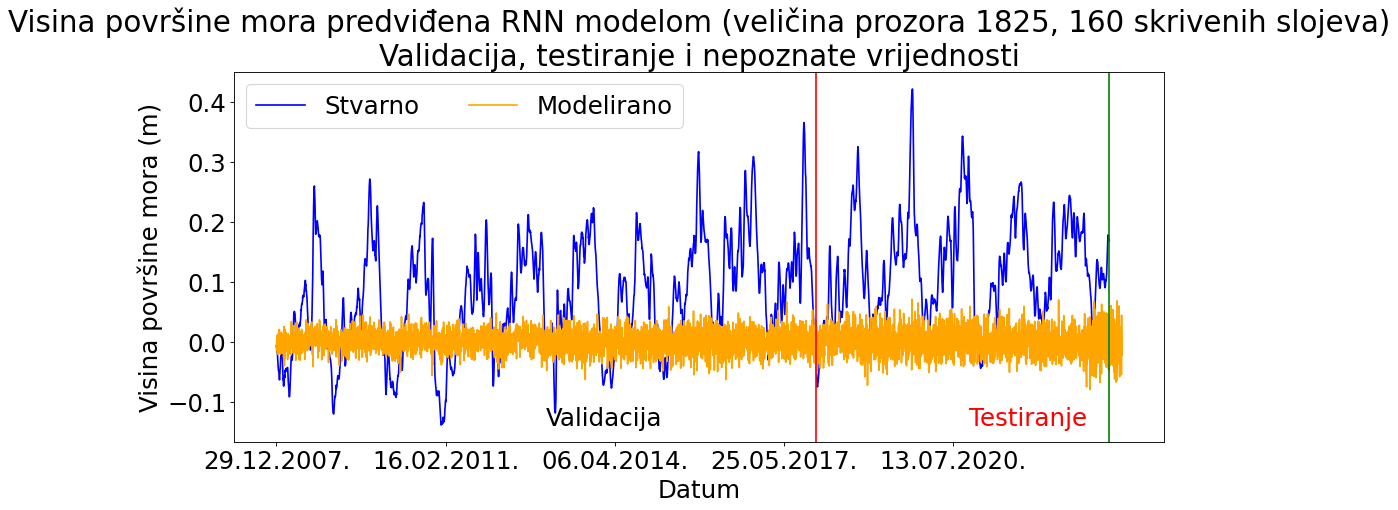 Visina površine mora predviđena RNN modelom (veličina prozora 1825, 160 skrivenih slojeva)
Validacija, testiranje i nepoznate vrijednosti
Stvarno
Modelirano
Visina površine mora (m)
0.4
0.3
0.2
0.1
0.0
−0.1
Validacija
Testiranje
29.12.2007.
16.02.2011.
06.04.2014.
25.05.2017.
13.07.2020.
Datum